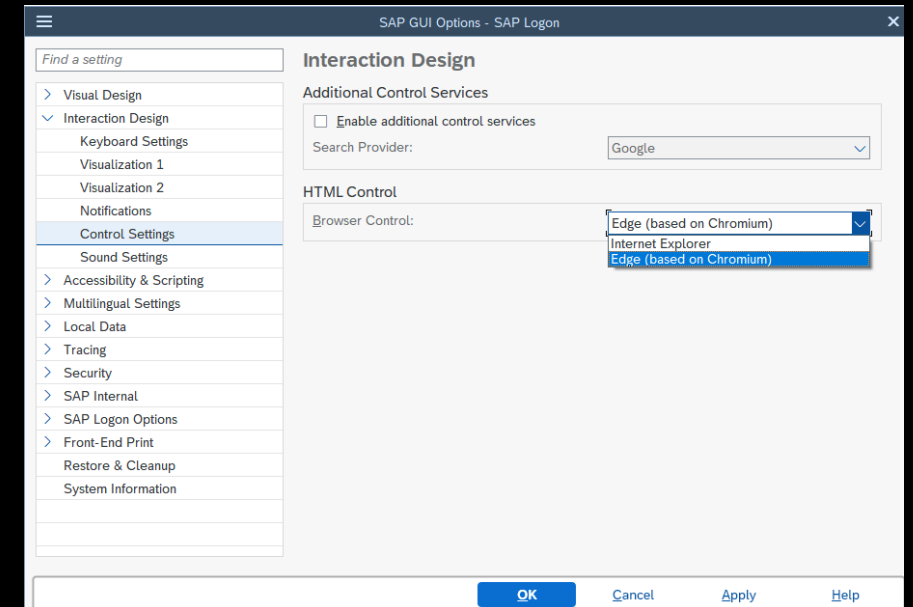 SAP GUI Options - SAP Logon
Find a setting
Visual Design
Interaction Design
Keyboard Settings
Visualization 1
Visualization 2
Notifications
Control Settings
Sound Settings
Accessibility & Scripting
Multilingual Settings
Local Data
Tracing
Security
SAP Internal
SAP Logon Options
Front-End Print
Restore & Cleanup
System Information
Interaction Design
Additional Control Services
Enable additional control services
Search Provider:
Google
HTML Control
Browser Control:
Edge (based on Chromium)
Internet Explorer
Edge (based on Chromium)
OK
Cancel
Apply
Help